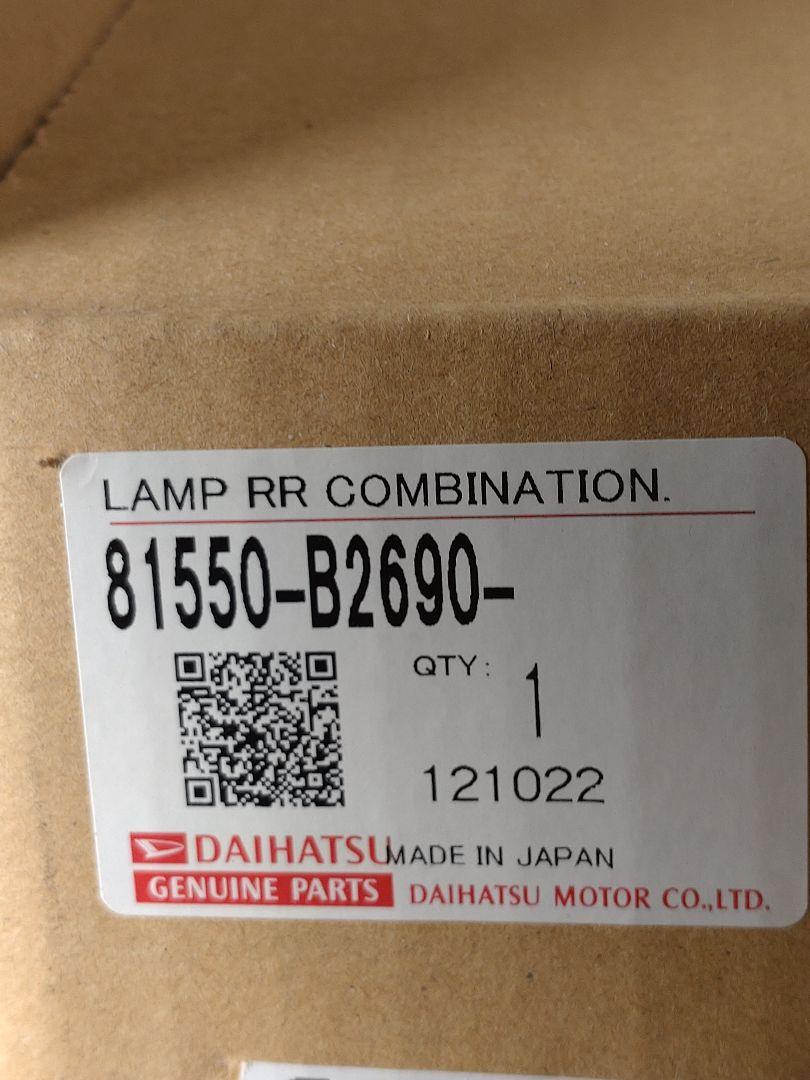 LAMP RR COMBINATION.
81550-B2690-
QTY: 1
121022
DAIHATSU MADE IN JAPAN
GENUINE PARTS DAIHATSU MOTOR CO.,LTD.